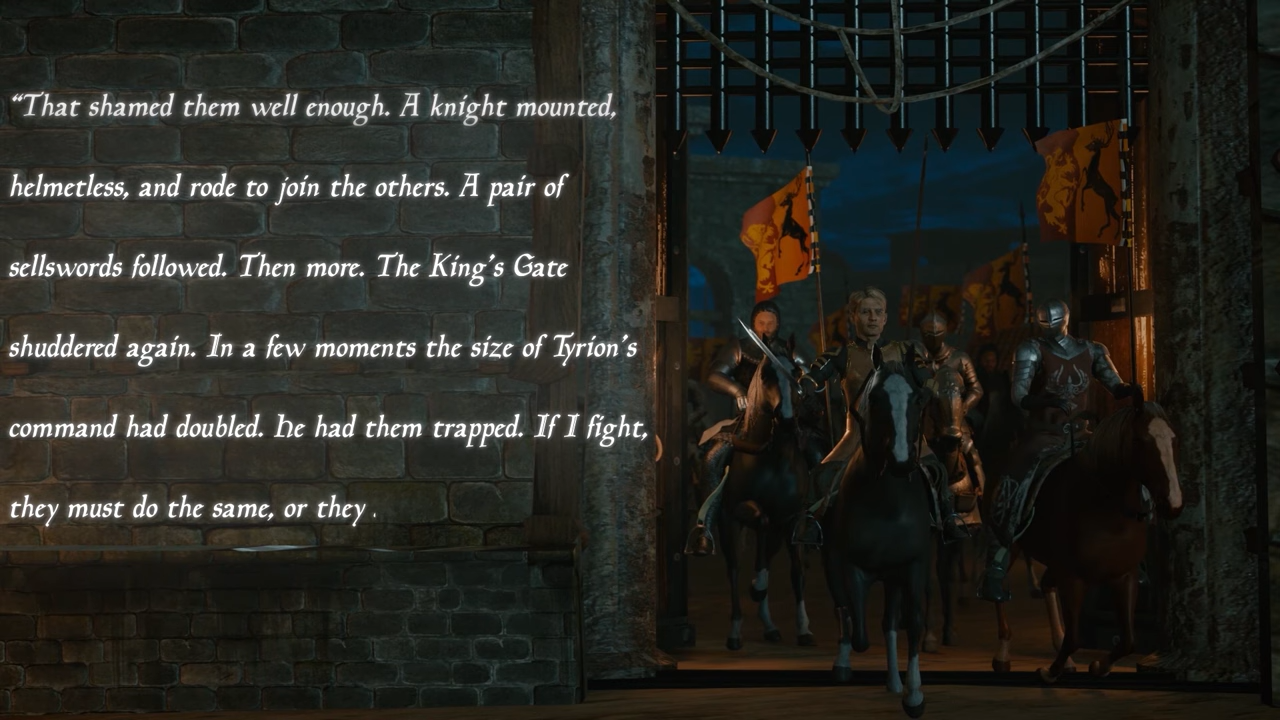 “That shamed them well enough. A knight mounted,
helmetless, and rode to join the others. A pair of
sellswords followed. Then more. The King’s Gate
shuddered again. In a few moments the size of Tyrion’s
command had doubled. He had them trapped. If I fight,
they must do the same, or they .